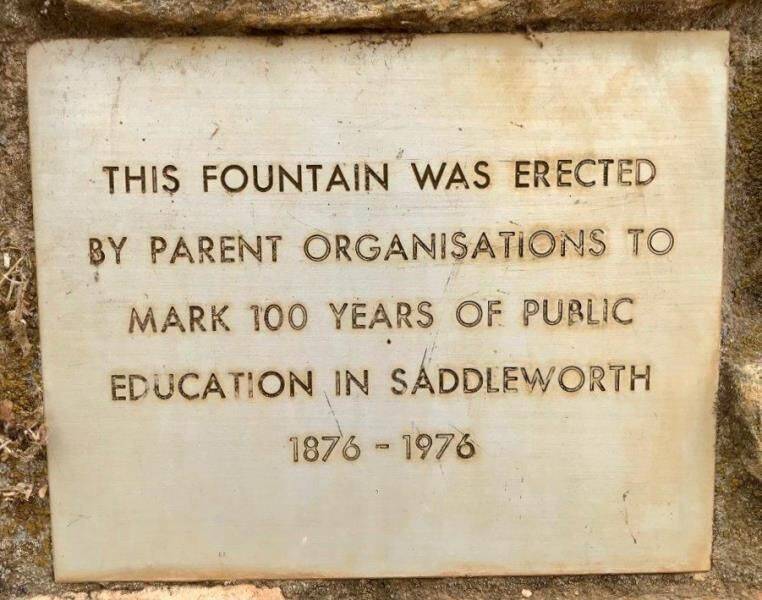 THIS FOUNTAIN WAS ERECTED
BY PARENT ORGANISATIONS TO
MARK 100 YEARS OF PUBLIC
EDUCATION IN SADDLEWORTH
1876 - 1976